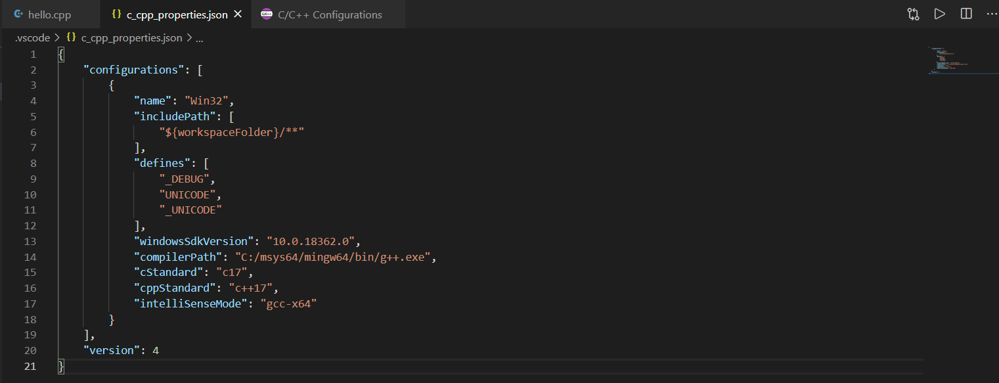 hello.cpp {} c_cpp_properties.json × C/C++ C/C++ Configurations ...
.vscode > {} c_cpp_properties.json > ...
1 {
2 "configurations": [
3 {
4 "name": "Win32",
5 "includePath": [
6 "${workspaceFolder}/**"
7 ],
8 "defines": [
9 "_DEBUG",
10 "UNICODE",
11 "_UNICODE"
12 ],
13 "windowsSdkVersion": "10.0.18362.0",
14 "compilerPath": "C:/msys64/mingw64/bin/g++.exe",
15 "cStandard": "c17",
16 "cppStandard": "c++17",
17 "intelliSenseMode": "gcc-x64"
18 }
19 ],
20 "version": 4
21 }